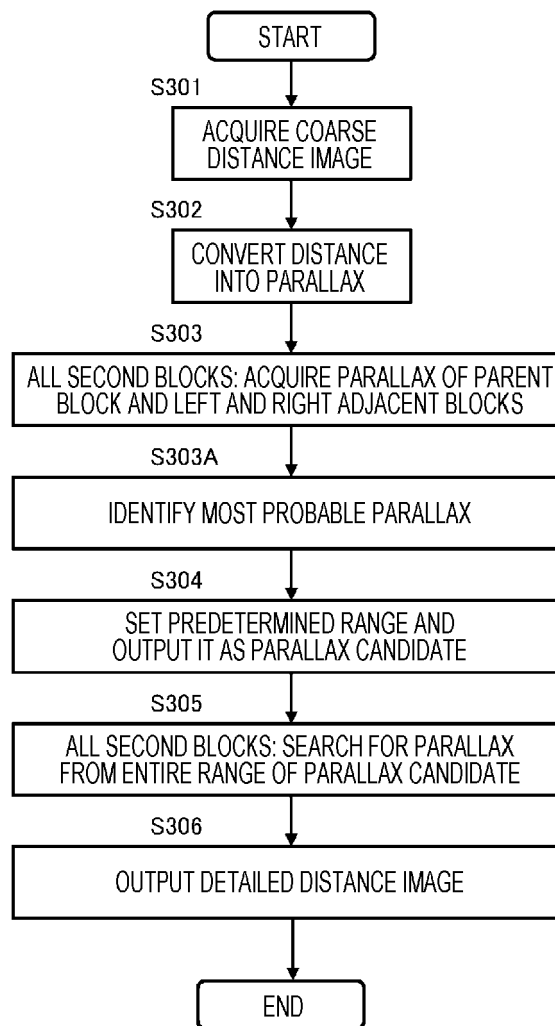 START
S301
ACQUIRE COARSE
DISTANCE IMAGE
S302
CONVERT DISTANCE
INTO PARALLAX
S303
ALL SECOND BLOCKS: ACQUIRE PARALLAX OF PARENT
BLOCK AND LEFT AND RIGHT ADJACENT BLOCKS
S303A
IDENTIFY MOST PROBABLE PARALLAX
S304
SET PREDETERMINED RANGE AND
OUTPUT IT AS PARALLAX CANDIDATE
S305
ALL SECOND BLOCKS: SEARCH FOR PARALLAX
FROM ENTIRE RANGE OF PARALLAX CANDIDATE
S306
OUTPUT DETAILED DISTANCE IMAGE
END